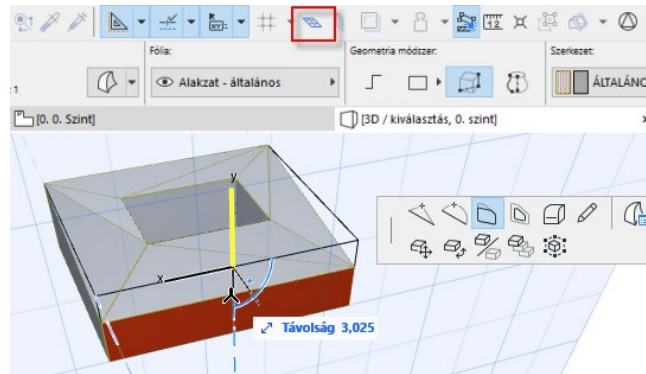 Fólia:
Geometria módszer:
Szerkezet:
: 1
Alakzat - általános
ÁLTALÁNO
[0. 0. Szint]
[3D / kiválasztás, 0. szint]
y
x
Távolság 3,025